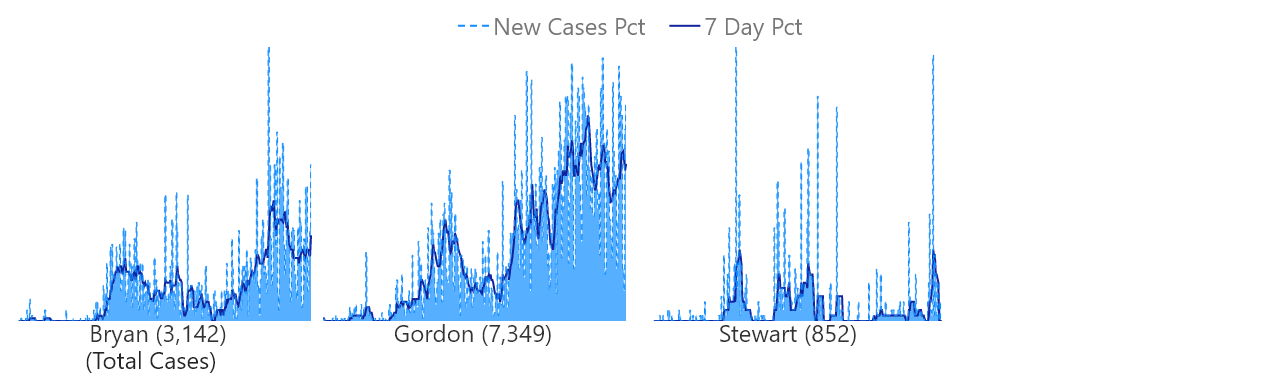 New Cases Pct 7 Day Pct
Bryan (3,142) Gordon (7,349) Stewart (852)
(Total Cases)